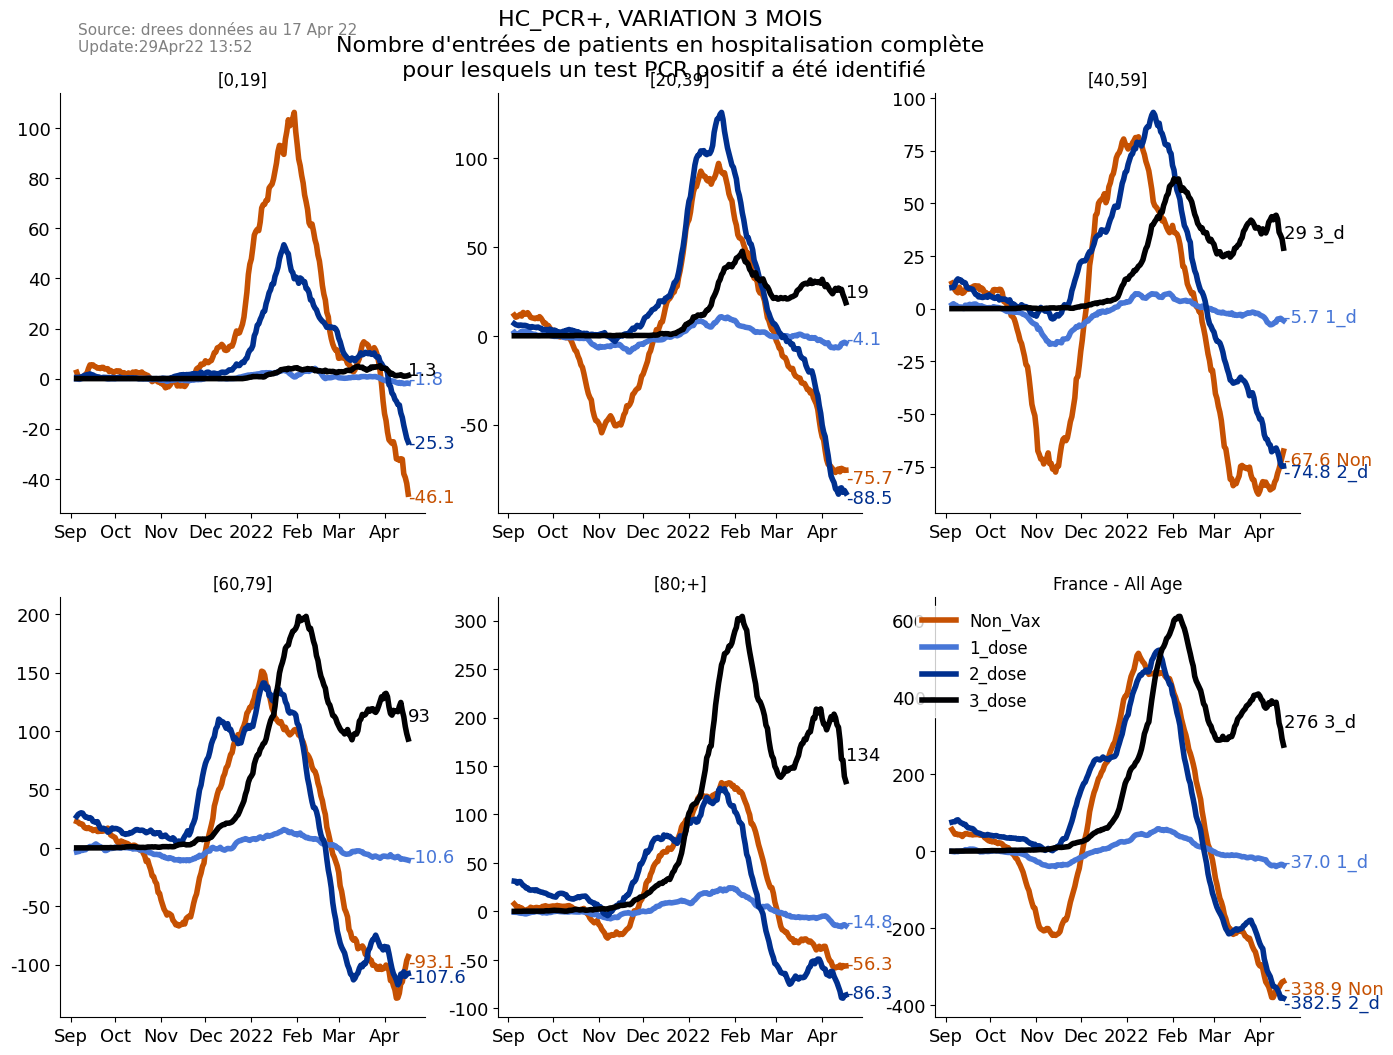 Source: drees données au 17 Apr 22
Update:29Apr22 13:52
HC_PCR+, VARIATION 3 MOIS
Nombre d'entrées de patients en hospitalisation complète
pour lesquels un test PCR positif a été identifié
[0,19]
100
80
60
40
20
0
-20
-40
1.3
-1.8
-25.3
-46.1
Sep Oct Nov Dec 2022 Feb Mar Apr
[20,39]
100
50
0
-50
19
-4.1
-75.7
-88.5
Sep Oct Nov Dec 2022 Feb Mar Apr
[40,59]
100
75
50
25
0
-25
-50
-75
29 3_d
-5.7 1_d
-67.6 Non
-74.8 2_d
Sep Oct Nov Dec 2022 Feb Mar Apr
[60,79]
200
150
100
50
0
-50
-100
93
-10.6
-93.1
-107.6
Sep Oct Nov Dec 2022 Feb Mar Apr
[80;+]
300
250
200
150
100
50
0
-50
-100
134
-14.8
-56.3
-86.3
Sep Oct Nov Dec 2022 Feb Mar Apr
France - All Age
600
400
200
0
-200
-400
Non_Vax
1_dose
2_dose
3_dose
276 3_d
-37.0 1_d
-338.9 Non
-382.5 2_d
Sep Oct Nov Dec 2022 Feb Mar Apr